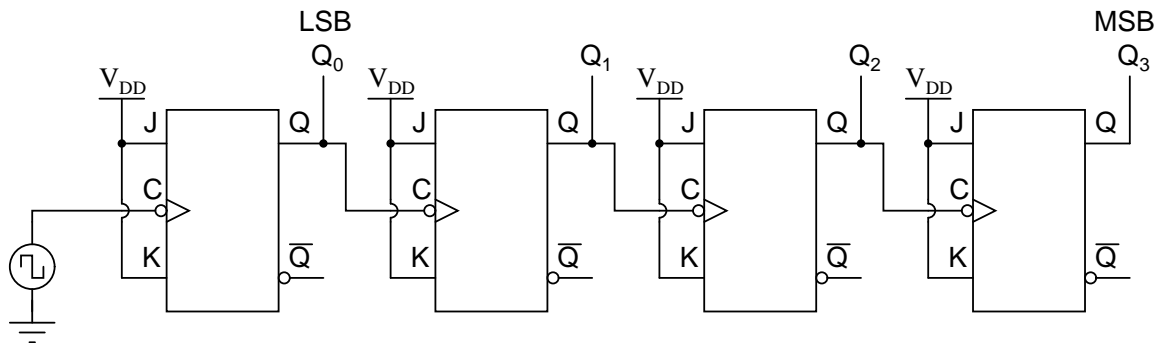 LSB MSB
Q0 Q1 Q2 Q3
VDD VDD VDD VDD
J Q J Q J Q J Q
C C C C
K Q̅ K Q̅ K Q̅ K Q̅